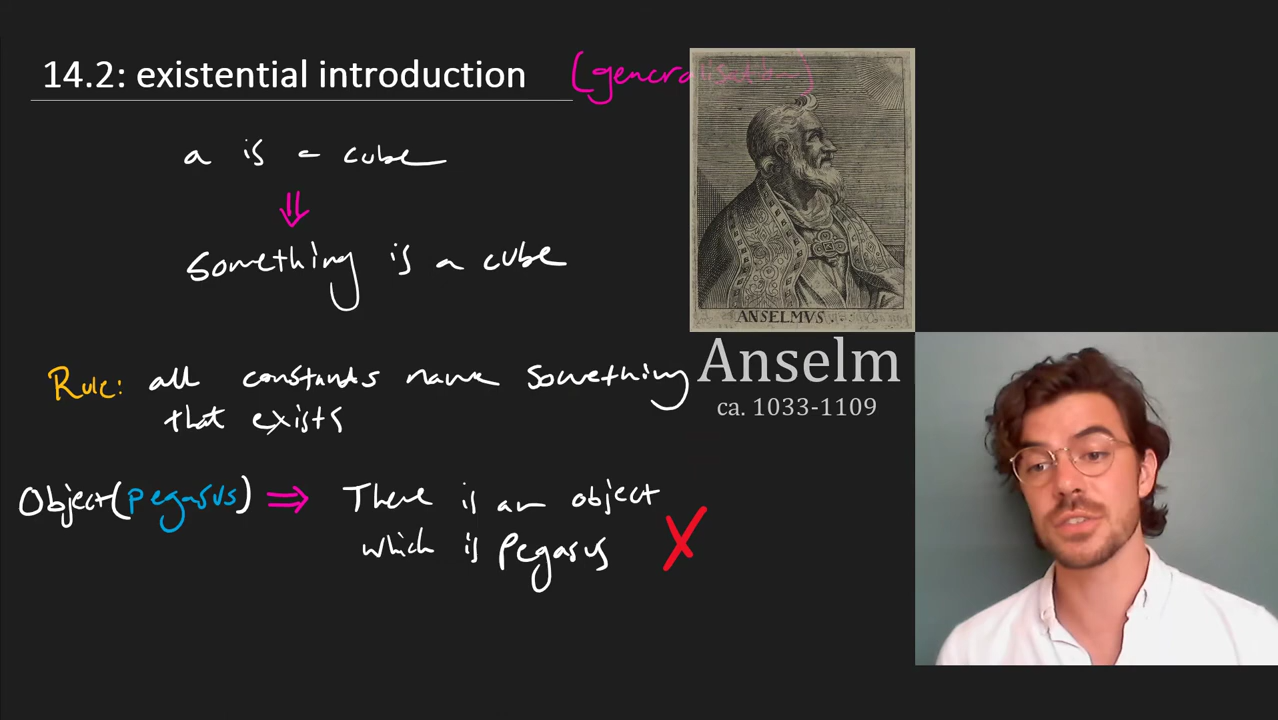 14.2: existential introduction (generalisation)
a is a cube
⇓
something is a cube
Rule: all constants name something
that exists
Object(pegasus) ⇒ There is an object
which is Pegasus X
ANSELMVS...
Anselm
ca. 1033-1109